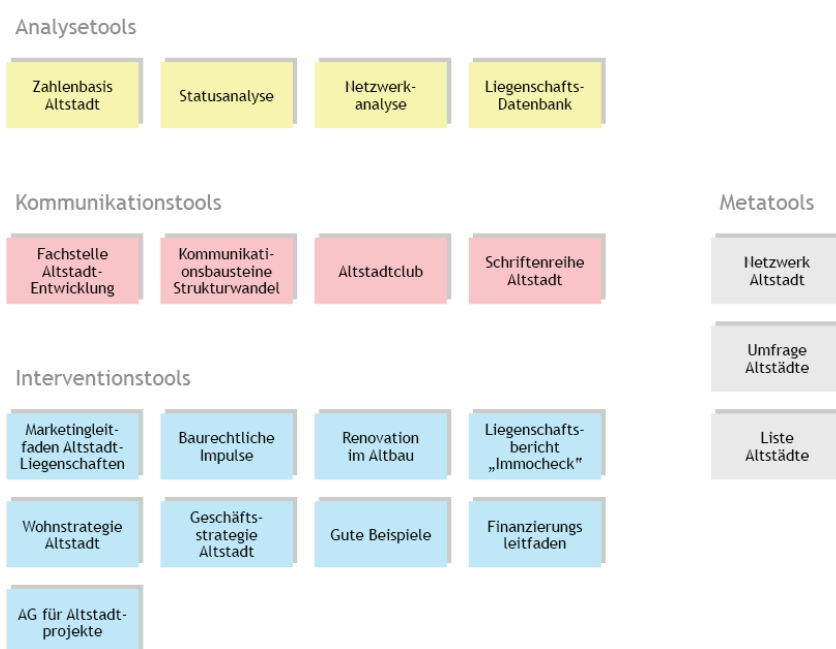 Analysetools
Zahlenbasis
Altstadt
Statusanalyse
Netzwerk-
analyse
Liegenschafts-
Datenbank
Kommunikationstools
Fachstelle
Altstadt-
Entwicklung
Kommunikati-
onsbausteine
Strukturwandel
Altstadtclub
Schriftenreihe
Altstadt
Metatools
Netzwerk
Altstadt
Umfrage
Altstädte
Liste
Altstädte
Interventionstools
Marketingleit-
faden Altstadt-
Liegenschaften
Baurechtliche
Impulse
Renovation
im Altbau
Liegenschafts-
bericht
„Immocheck“
Wohnstrategie
Altstadt
Geschäfts-
strategie
Altstadt
Gute Beispiele
Finanzierungs
leitfaden
AG für Altstadt-
projekte